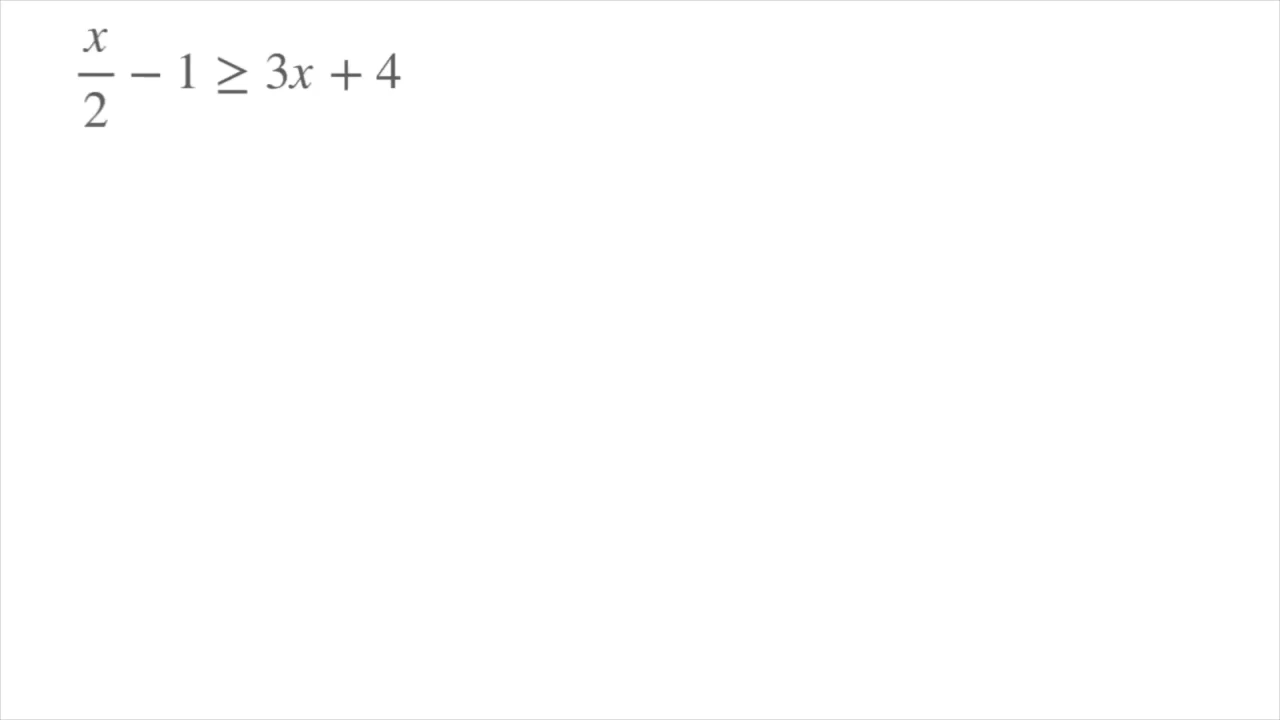 x/2 − 1 ≥ 3x + 4